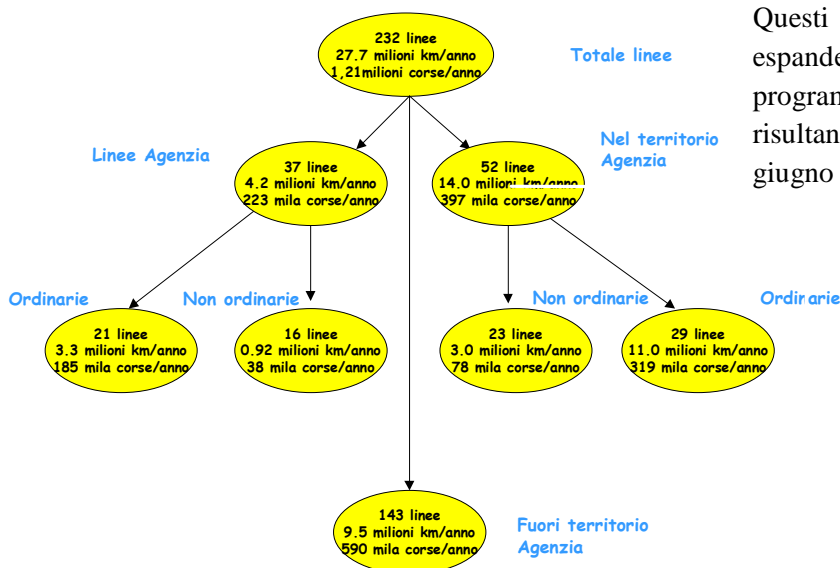 232 linee
27.7 milioni km/anno
1,21milioni corse/anno
Totale linee
Questi
giugno
Linee Agenzia
37 linee
4.2 milioni km/anno
223 mila corse/anno
52 linee
14.0 milioni km/anno
397 mila corse/anno
Nel territorio
Agenzia
Ordinarie
21 linee
3.3 milioni km/anno
185 mila corse/anno
Non ordinarie
16 linee
0.92 milioni km/anno
38 mila corse/anno
Non ordinarie
23 linee
3.0 milioni km/anno
78 mila corse/anno
Ordinarie
29 linee
11.0 milioni km/anno
319 mila corse/anno
143 linee
9.5 milioni km/anno
590 mila corse/anno
Fuori territorio
Agenzia